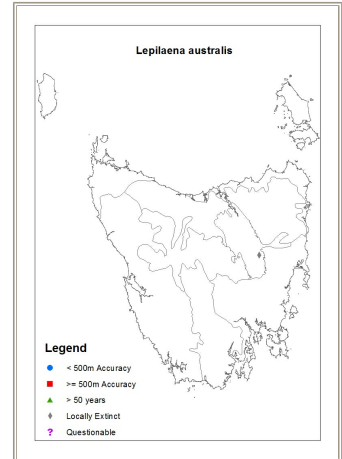 Lepilaena australis
Legend
< 500m Accuracy
>= 500m Accuracy
> 50 years
Locally Extinct
? Questionable